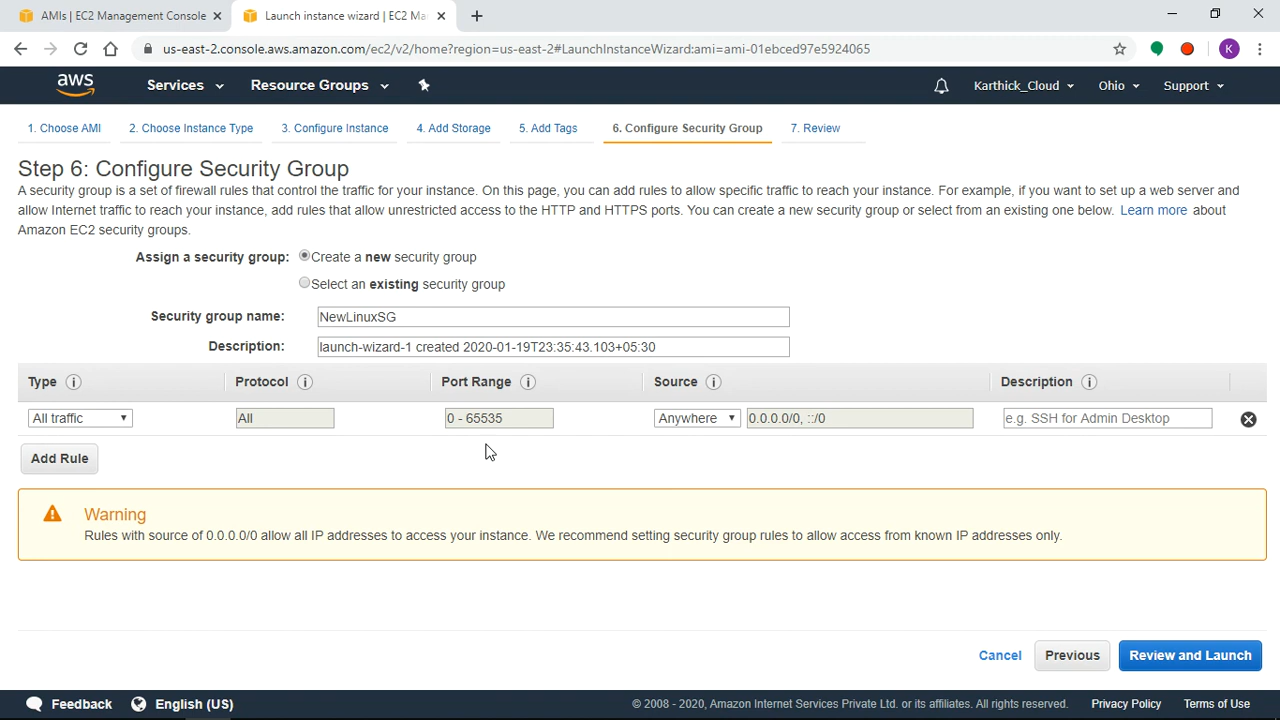 AMIs | EC2 Management Console
Launch instance wizard | EC2 Ma
us-east-2.console.aws.amazon.com/ec2/v2/home?region=us-east-2#LaunchInstanceWizard:ami=ami-01ebced97e5924065
K
aws Services Resource Groups Karthick_Cloud Ohio Support
1. Choose AMI 2. Choose Instance Type 3. Configure Instance 4. Add Storage 5. Add Tags 6. Configure Security Group 7. Review
Step 6: Configure Security Group
A security group is a set of firewall rules that control the traffic for your instance. On this page, you can add rules to allow specific traffic to reach your instance. For example, if you want to set up a web server and
allow Internet traffic to reach your instance, add rules that allow unrestricted access to the HTTP and HTTPS ports. You can create a new security group or select from an existing one below. Learn more about
Amazon EC2 security groups.
Assign a security group: Create a new security group
Select an existing security group
Security group name: NewLinuxSG
Description: launch-wizard-1 created 2020-01-19T23:35:43.103+05:30
Type i Protocol i Port Range i Source i Description i
All traffic All 0 - 65535 Anywhere 0.0.0.0/0, ::/0 e.g. SSH for Admin Desktop
Add Rule
Warning
Rules with source of 0.0.0.0/0 allow all IP addresses to access your instance. We recommend setting security group rules to allow access from known IP addresses only.
Cancel Previous Review and Launch
Feedback English (US) © 2008 - 2020, Amazon Internet Services Private Ltd. or its affiliates. All rights reserved. Privacy Policy Terms of Use